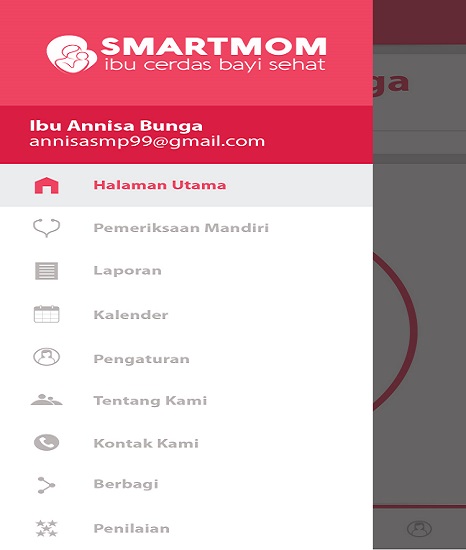 SMARTMOM
ibu cerdas bayi sehat
Ibu Annisa Bunga
annisasmp99@gmail.com
Halaman Utama
Pemeriksaan Mandiri
Laporan
Kalender
Pengaturan
Tentang Kami
Kontak Kami
Berbagi
Penilaian
ga